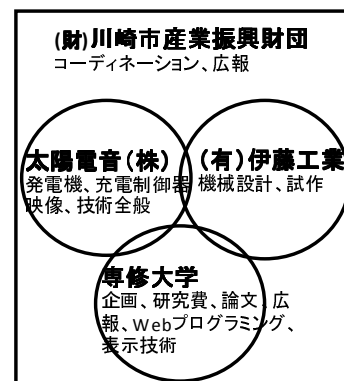 (財)川崎市産業振興財団
コーディネーション、広報
太陽電音(株)
発電機、充電制御器
映像、技術全般
(有)伊藤工業
機械設計、試作
専修大学
企画、研究費、論文、広
報、Webプログラミング、
表示技術